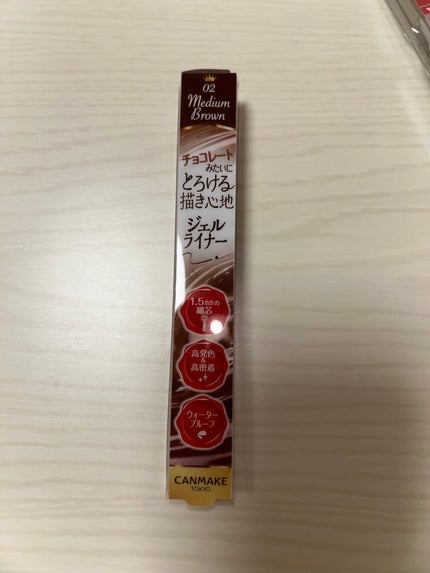 02
Medium
Brown
チョコレート
みたいに
とろける
描き心地
ジェル
ライナー
1.5mmの
細芯
高発色
&
高密着
ウォーター
プルーフ
CANMAKE
TOKYO